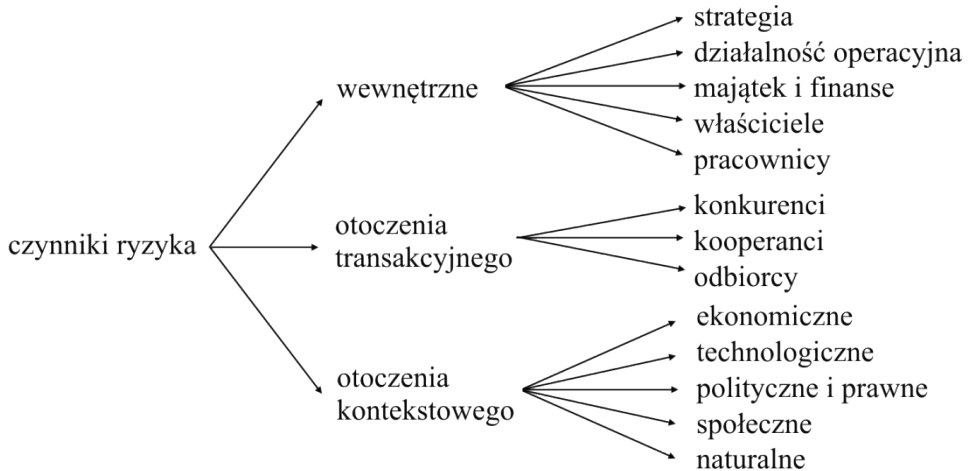 czynniki ryzyka
wewnętrzne
strategia
działalność operacyjna
majątek i finanse
właściciele
pracownicy
otoczenia
transakcyjnego
konkurenci
kooperanci
odbiorcy
otoczenia
kontekstowego
ekonomiczne
technologiczne
polityczne i prawne
społeczne
naturalne